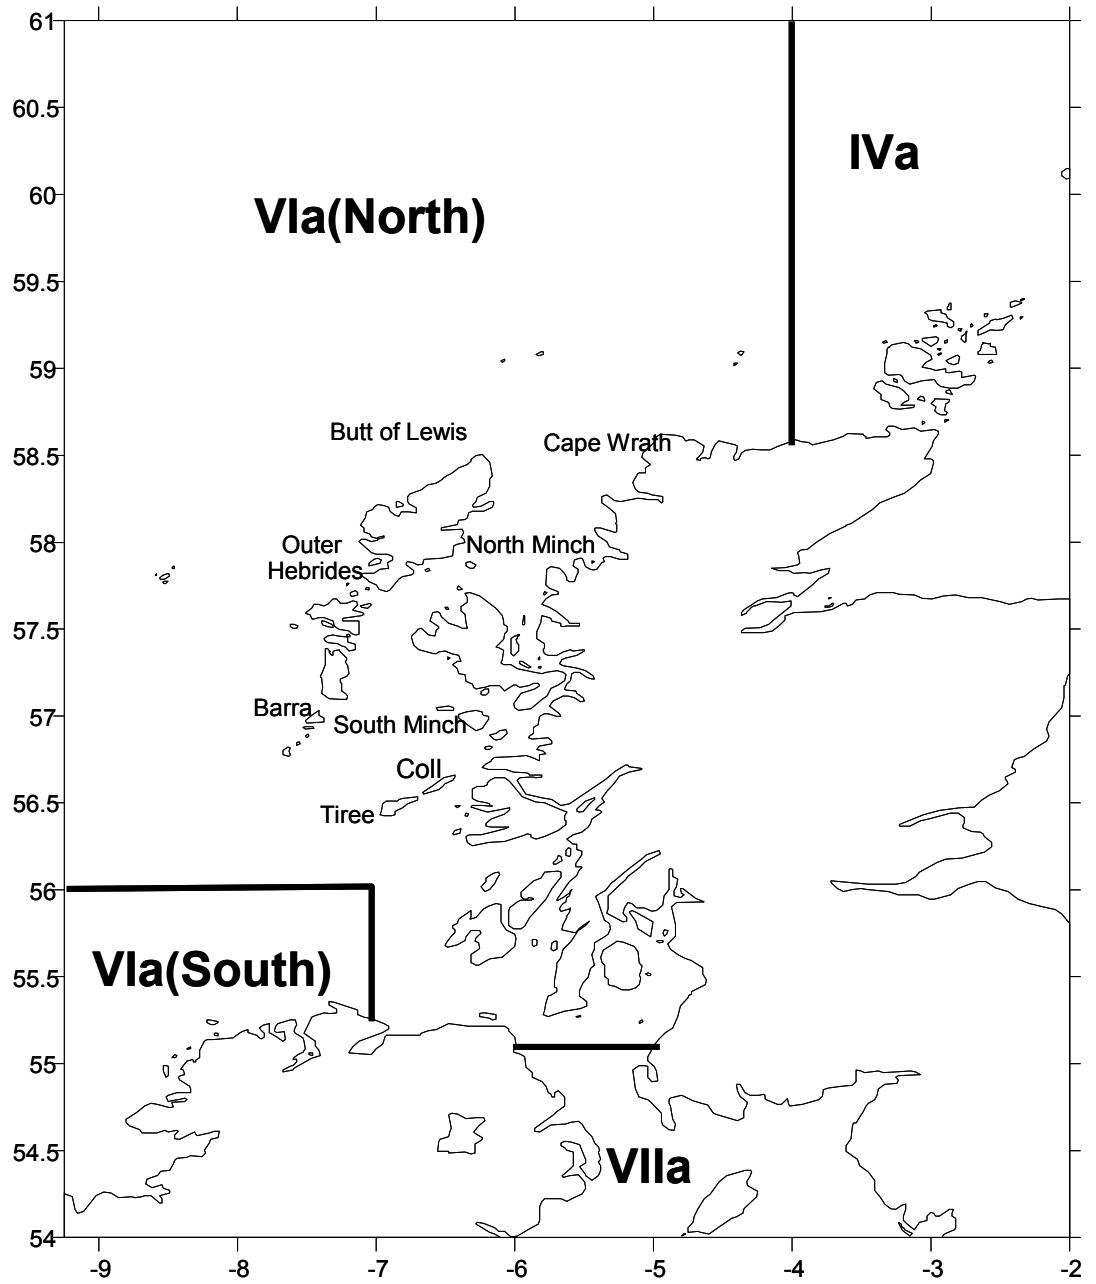 61
60.5
IVa
60
VIa(North)
59.5
59
Butt of Lewis
Cape Wrath
58.5
58
Outer
Hebrides
North Minch
57.5
57
Barra
South Minch
Coll
56.5
Tiree
56
VIa(South)
55.5
55
54.5
VIIa
54
-9 -8 -7 -6 -5 -4 -3 -2